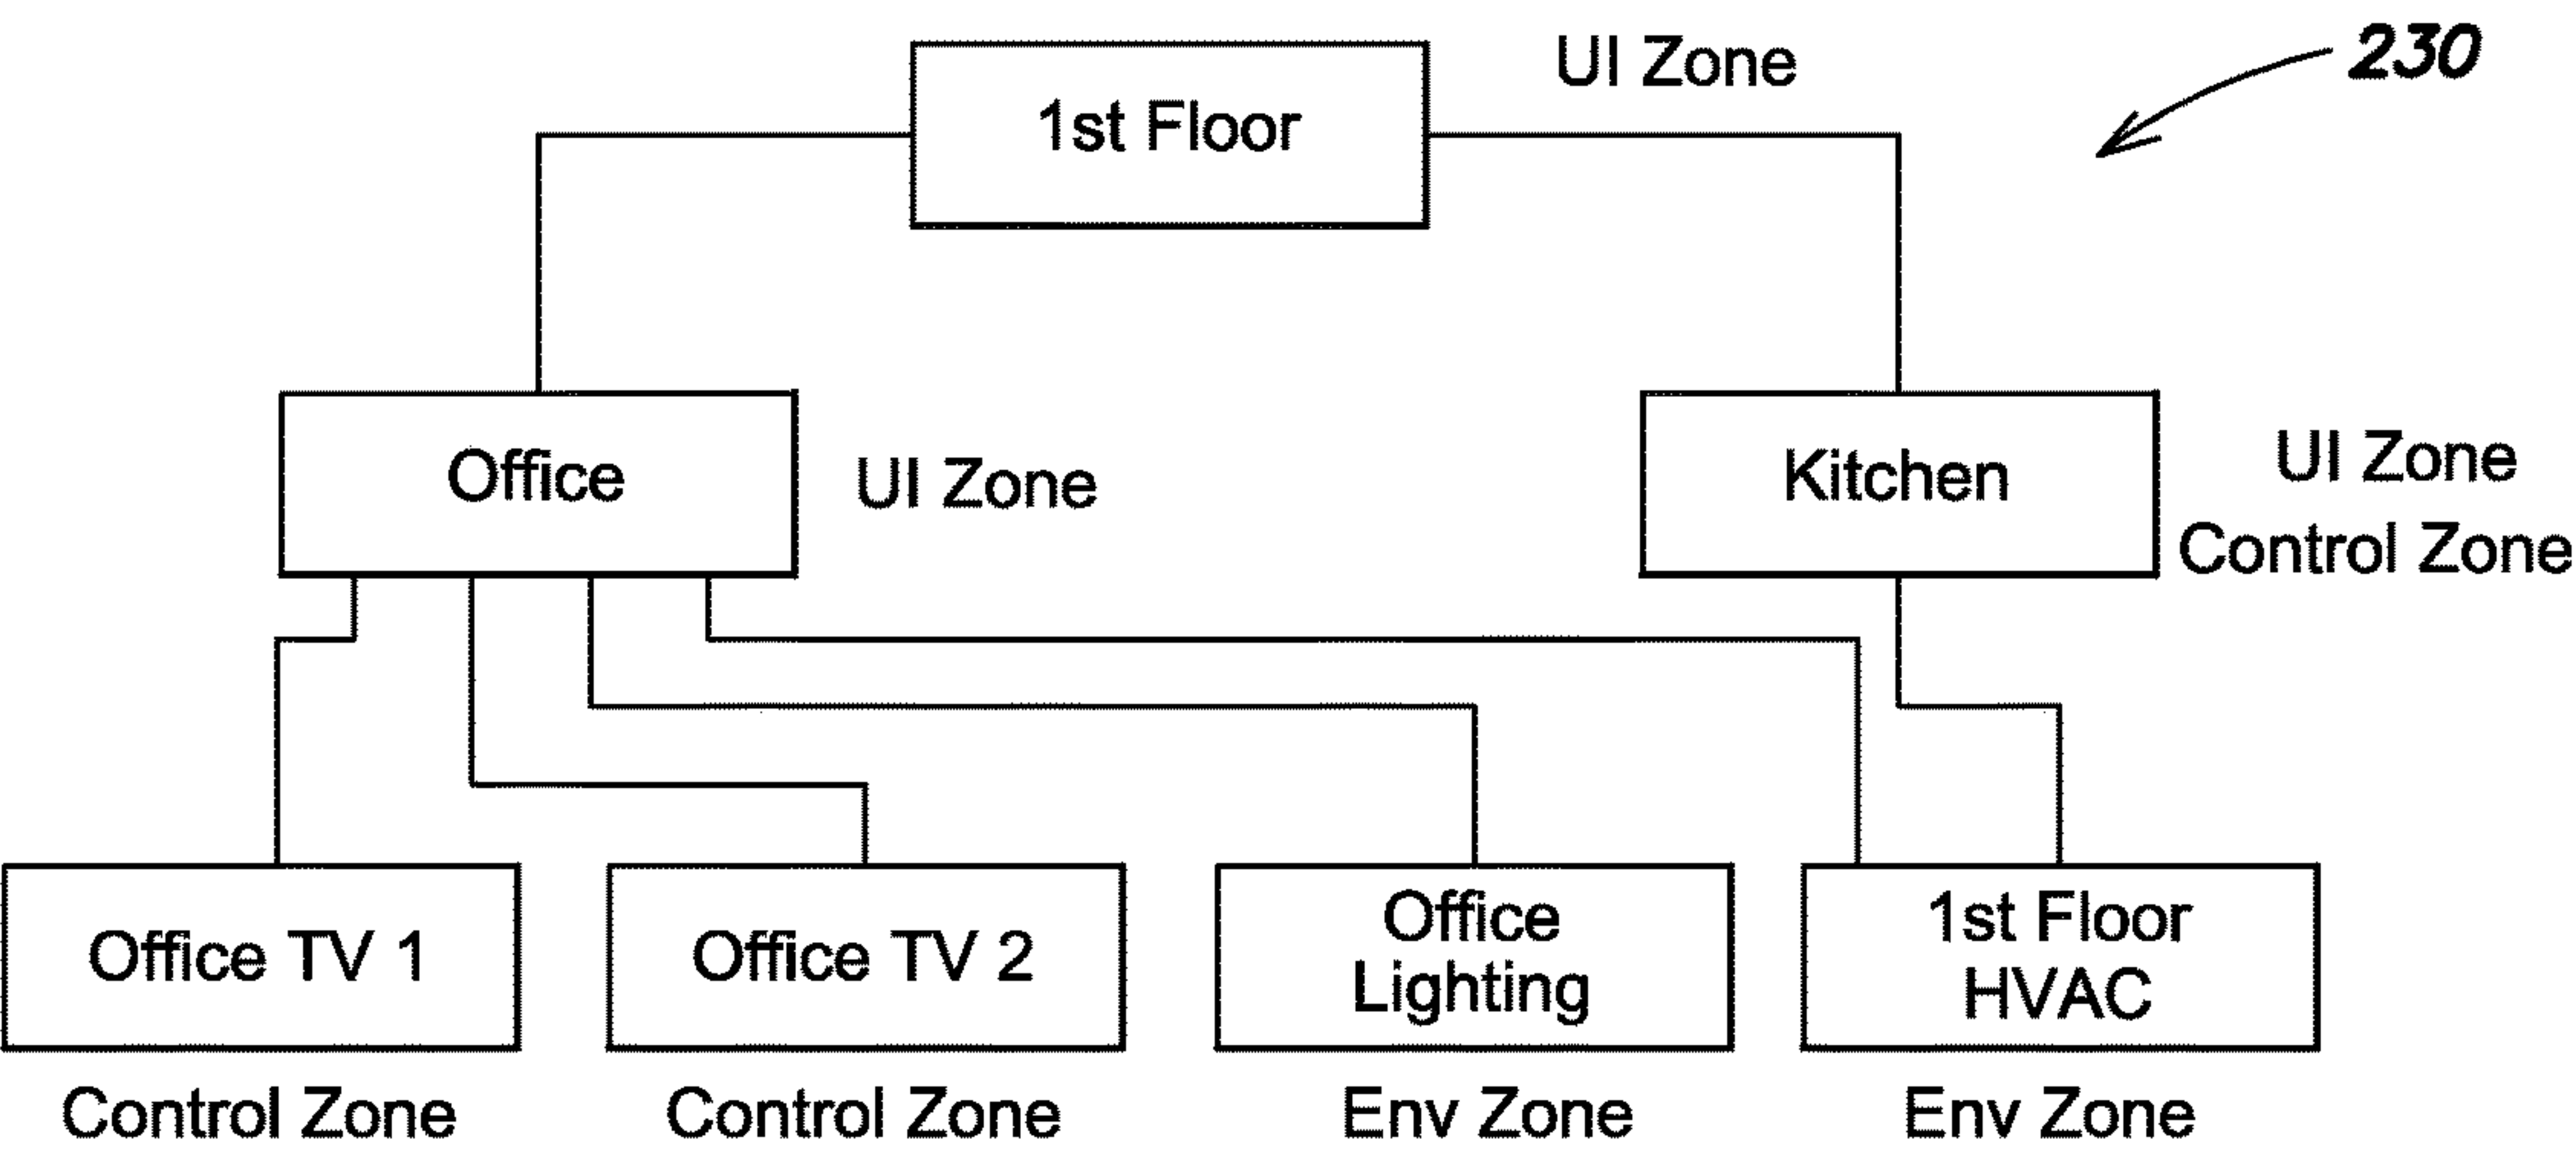 230
UI Zone
1st Floor
Office
UI Zone
Kitchen
UI Zone
Control Zone
Office TV 1
Control Zone
Office TV 2
Control Zone
Office
Lighting
Env Zone
1st Floor
HVAC
Env Zone